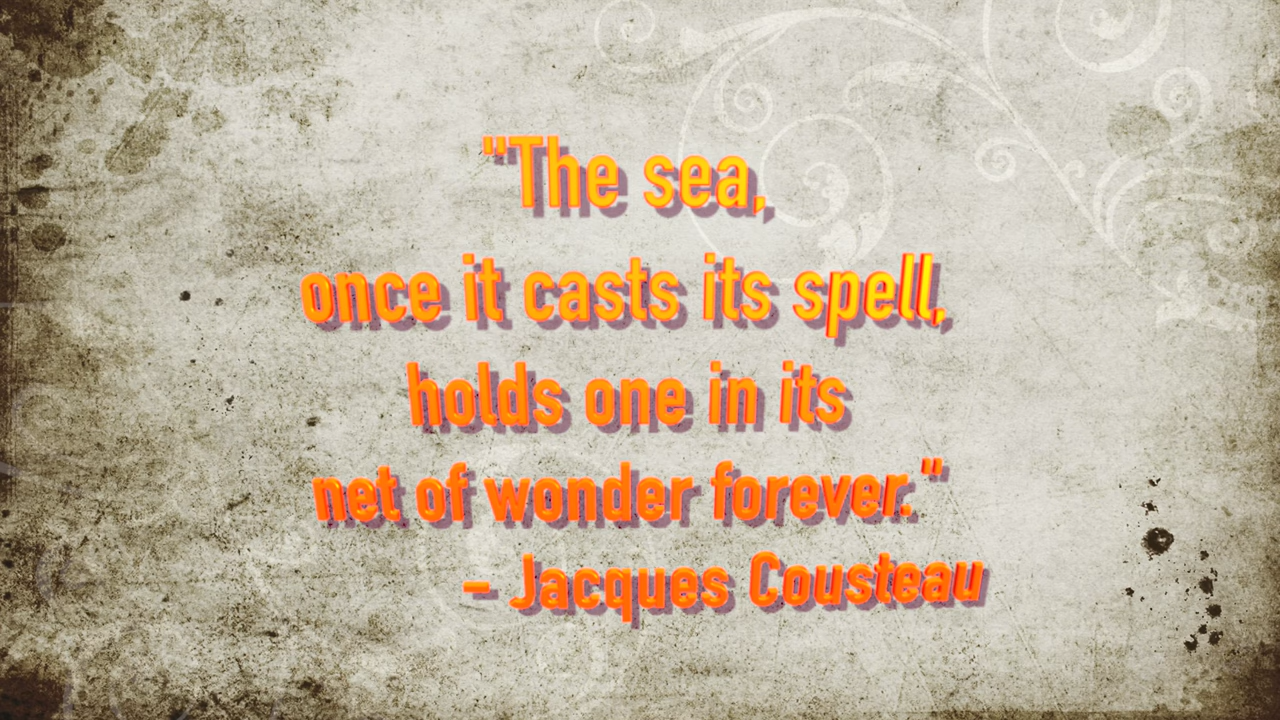 "The sea,
once it casts its spell,
holds one in its
net of wonder forever."
- Jacques Cousteau